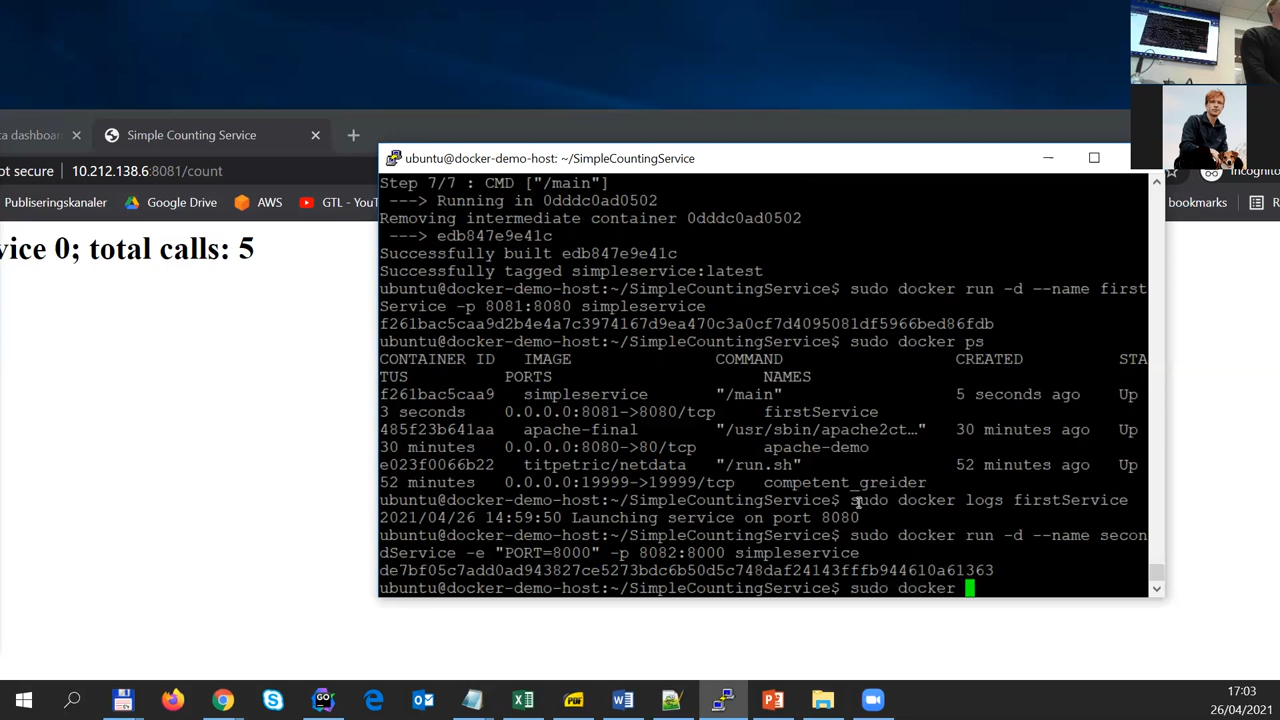 ta dashboar
Simple Counting Service
ot secure
10.212.138.6:8081/count
Incognito
Publiseringskanaler
Google Drive
AWS
GTL - YouT
bookmarks
R
vice 0; total calls: 5
ubuntu@docker-demo-host: ~/SimpleCountingService
Step 7/7 : CMD ["/main"]
---> Running in 0dddc0ad0502
Removing intermediate container 0dddc0ad0502
---> edb847e9e41c
Successfully built edb847e9e41c
Successfully tagged simpleservice:latest
ubuntu@docker-demo-host:~/SimpleCountingService$ sudo docker run -d --name first
Service -p 8081:8080 simpleservice
f261bac5caa9d2b4e4a7c3974167d9ea470c3a0cf7d4095081df5966bed86fdb
ubuntu@docker-demo-host:~/SimpleCountingService$ sudo docker ps
CONTAINER ID   IMAGE   COMMAND   CREATED   STA
TUS   PORTS   NAMES
f261bac5caa9   simpleservice   "/main"   5 seconds ago   Up
3 seconds   0.0.0.0:8081->8080/tcp   firstService
485f23b641aa   apache-final   "/usr/sbin/apache2ct…"   30 minutes ago   Up
30 minutes   0.0.0.0:8080->80/tcp   apache-demo
e023f0066b22   titpetric/netdata   "/run.sh"   52 minutes ago   Up
52 minutes   0.0.0.0:19999->19999/tcp   competent_greider
ubuntu@docker-demo-host:~/SimpleCountingService$ sudo docker logs firstService
2021/04/26 14:59:50 Launching service on port 8080
ubuntu@docker-demo-host:~/SimpleCountingService$ sudo docker run -d --name secon
dService -e "PORT=8000" -p 8082:8000 simpleservice
de7bf05c7add0ad943827ce5273bdc6b50d5c748daf24143fffb944610a61363
ubuntu@docker-demo-host:~/SimpleCountingService$ sudo docker
17:03
26/04/2021